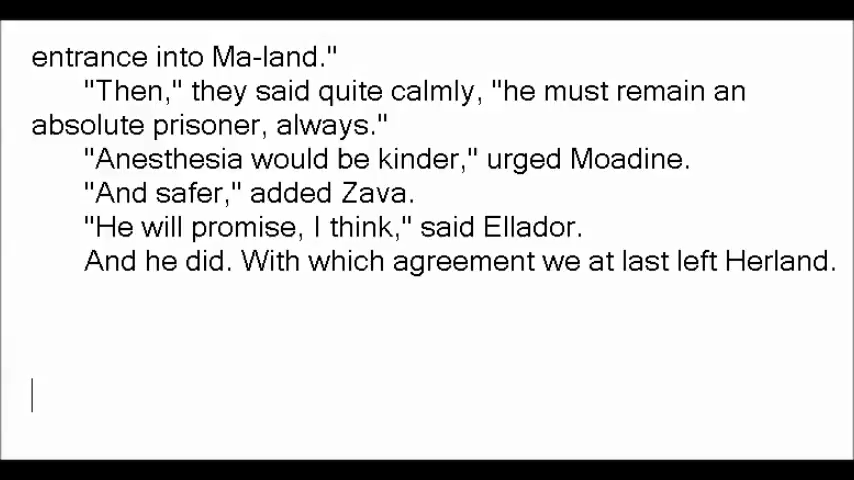 entrance into Ma-land."
"Then," they said quite calmly, "he must remain an
absolute prisoner, always."
"Anesthesia would be kinder," urged Moadine.
"And safer," added Zava.
"He will promise, I think," said Ellador.
And he did. With which agreement we at last left Herland.